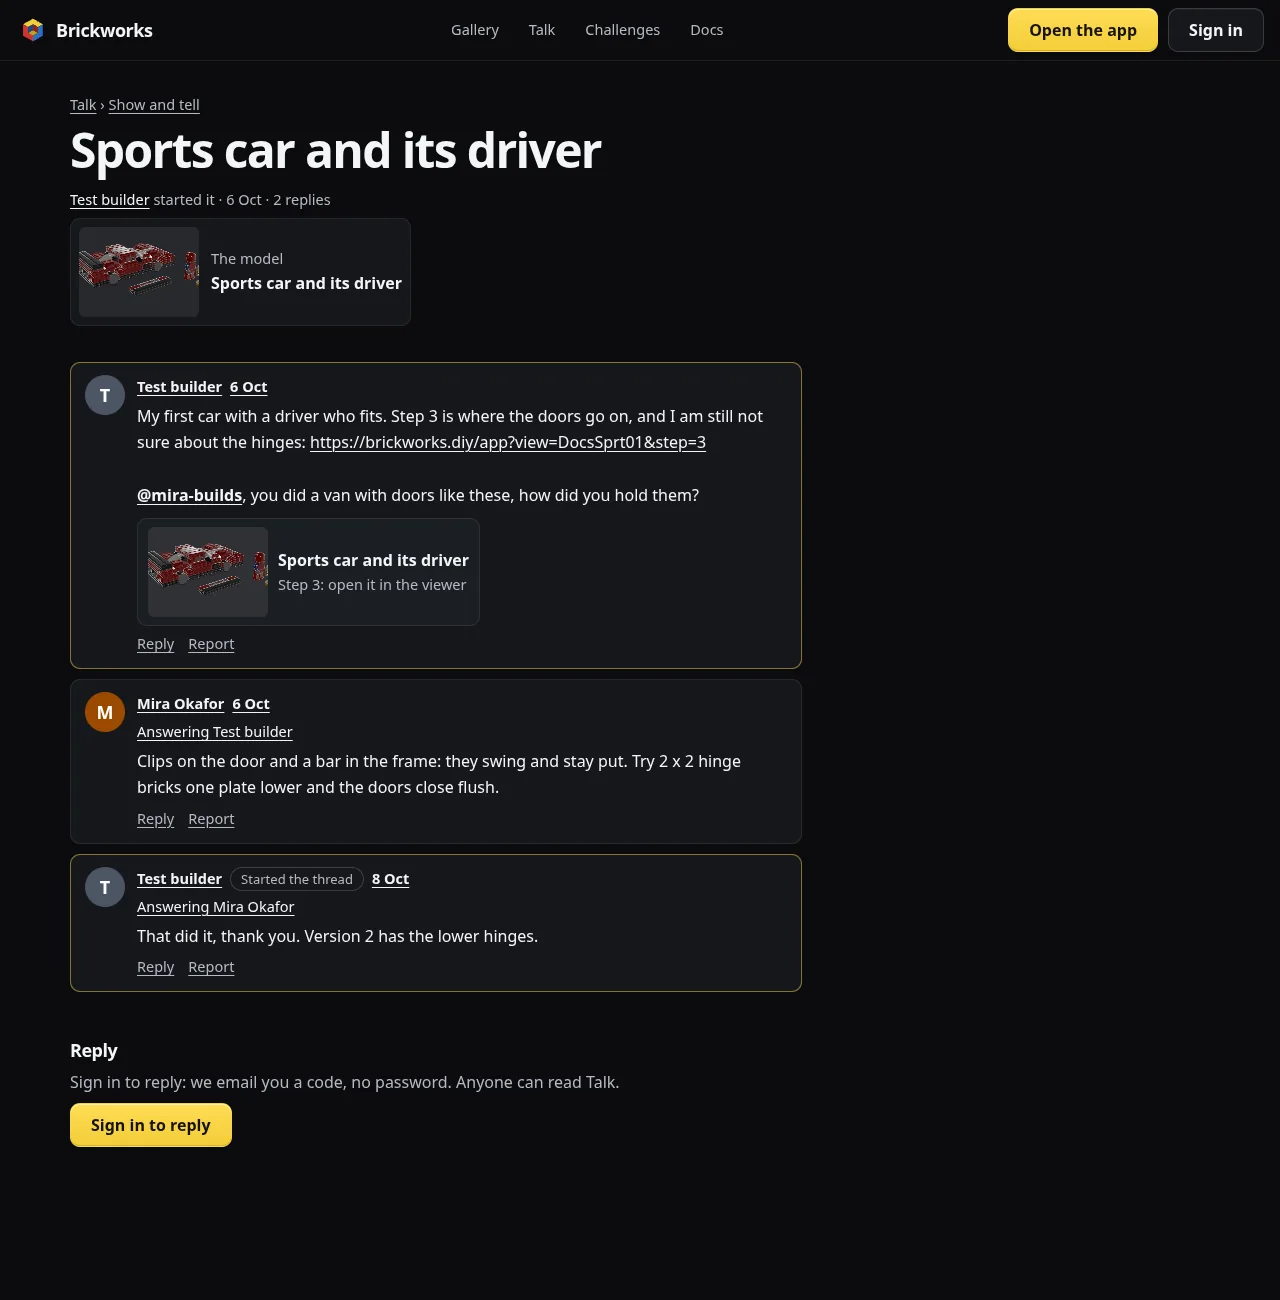 Brickworks
Gallery
Talk
Challenges
Docs
Open the app
Sign in
Talk › Show and tell
Sports car and its driver
Test builder started it · 6 Oct · 2 replies
The model
Sports car and its driver
T
Test builder 6 Oct
My first car with a driver who fits. Step 3 is where the doors go on, and I am still not
sure about the hinges: https://brickworks.diy/app?view=DocsSprt01&step=3
@mira-builds, you did a van with doors like these, how did you hold them?
Sports car and its driver
Step 3: open it in the viewer
Reply Report
M
Mira Okafor 6 Oct
Answering Test builder
Clips on the door and a bar in the frame: they swing and stay put. Try 2 x 2 hinge
bricks one plate lower and the doors close flush.
Reply Report
T
Test builder Started the thread 8 Oct
Answering Mira Okafor
That did it, thank you. Version 2 has the lower hinges.
Reply Report
Reply
Sign in to reply: we email you a code, no password. Anyone can read Talk.
Sign in to reply